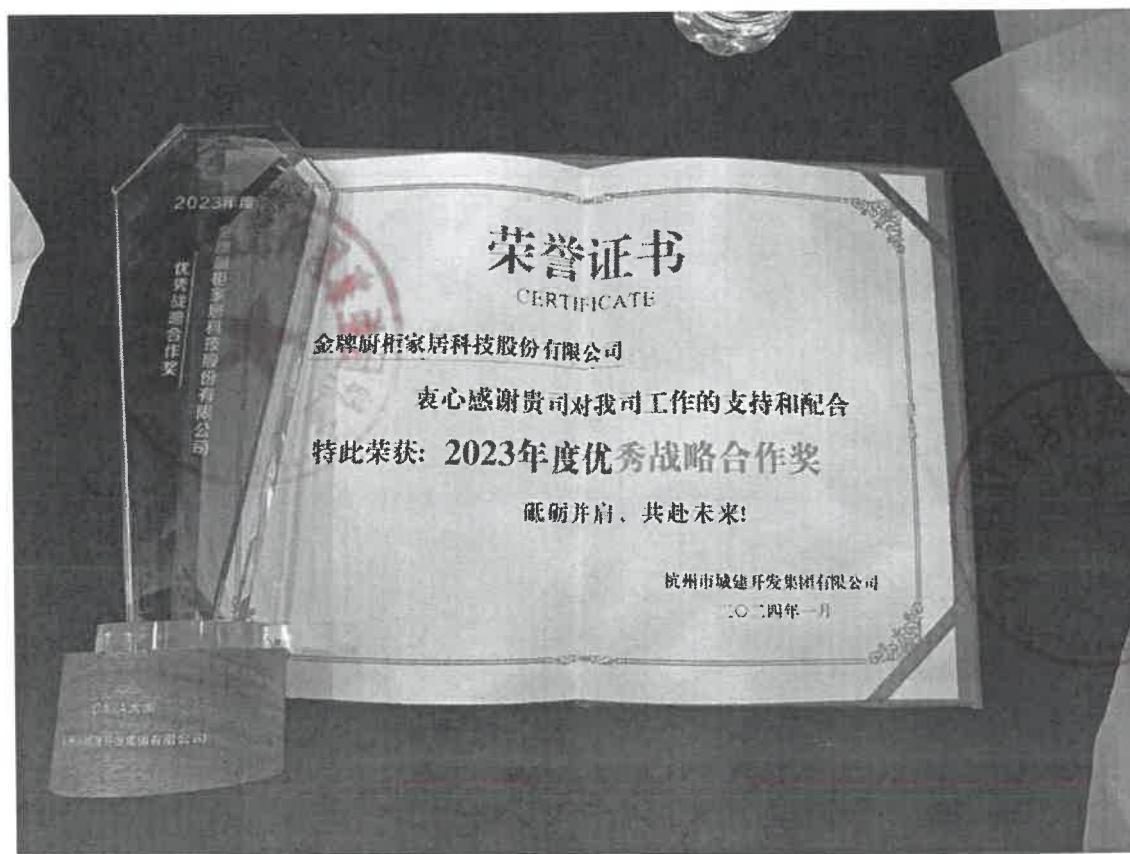 2023年度
优秀战略合作奖
荣誉证书
CERTIFICATE
金牌厨柜家居科技股份有限公司
衷心感谢贵司对我司工作的支持和配合
特此荣获：2023年度优秀战略合作奖
砥砺并启、共赴未来!
杭州市城建开发集团有限公司
二〇二四年一月